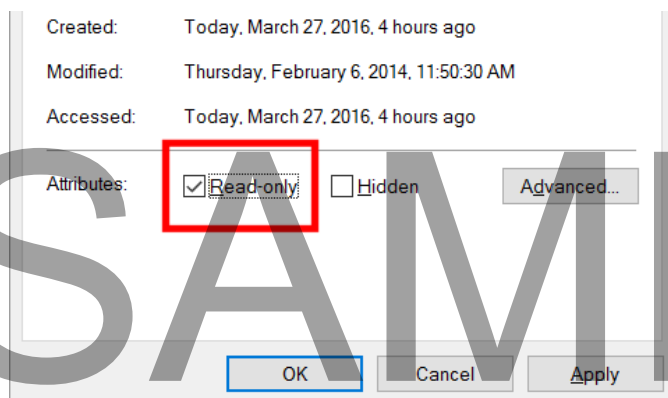 Created: Today, March 27, 2016, 4 hours ago
Modified: Thursday, February 6, 2014, 11:50:30 AM
Accessed: Today, March 27, 2016, 4 hours ago
Attributes: Read-only Hidden Advanced...
SAM
OK Cancel Apply